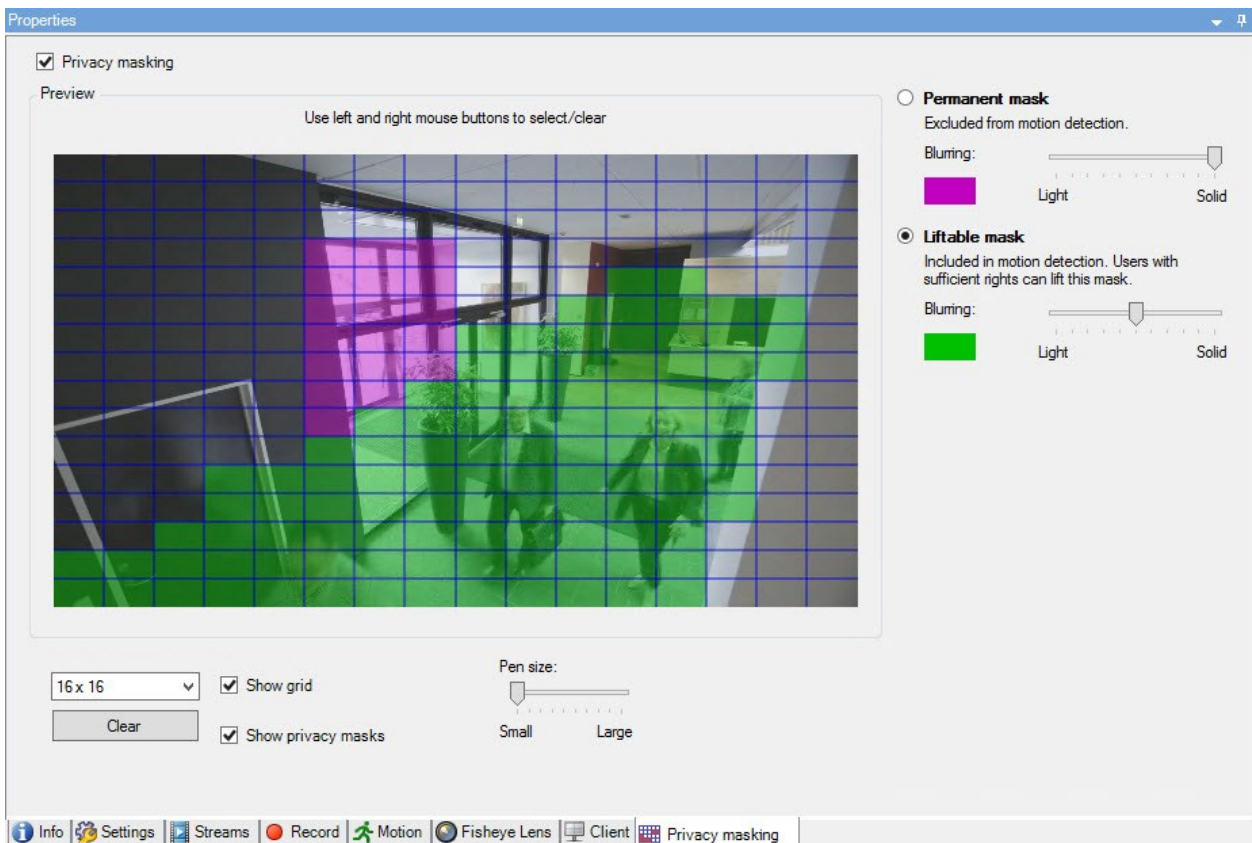 Properties
Privacy masking
Preview
Use left and right mouse buttons to select/clear
Permanent mask
Excluded from motion detection.
Blurring:
Light Solid
Liftable mask
Included in motion detection. Users with
sufficient rights can lift this mask.
Blurring:
Light Solid
16 x 16
Show grid
Clear
Show privacy masks
Pen size:
Small Large
Info Settings Streams Record Motion Fisheye Lens Client Privacy masking